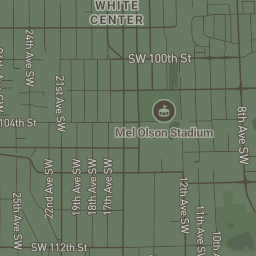 WHITE
CENTER
24th Ave SW
SW 100th St
21st Ave SW
8th Ave SW
104th St
Mel Olson Stadium
22nd Ave SW
19th Ave SW
18th Ave SW
17th Ave SW
12th Ave SW
25th Ave SW
11th Ave SW
10th
SW 112th St